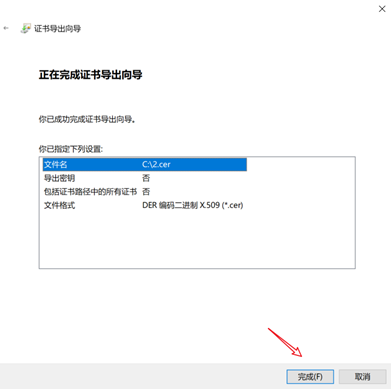 证书导出向导
正在完成证书导出向导
你已成功完成证书导出向导。
你已指定下列设置:
文件名 C:\2.cer
导出密钥 否
包括证书路径中的所有证书 否
文件格式 DER 编码二进制 X.509 (*.cer)
完成(F) 取消